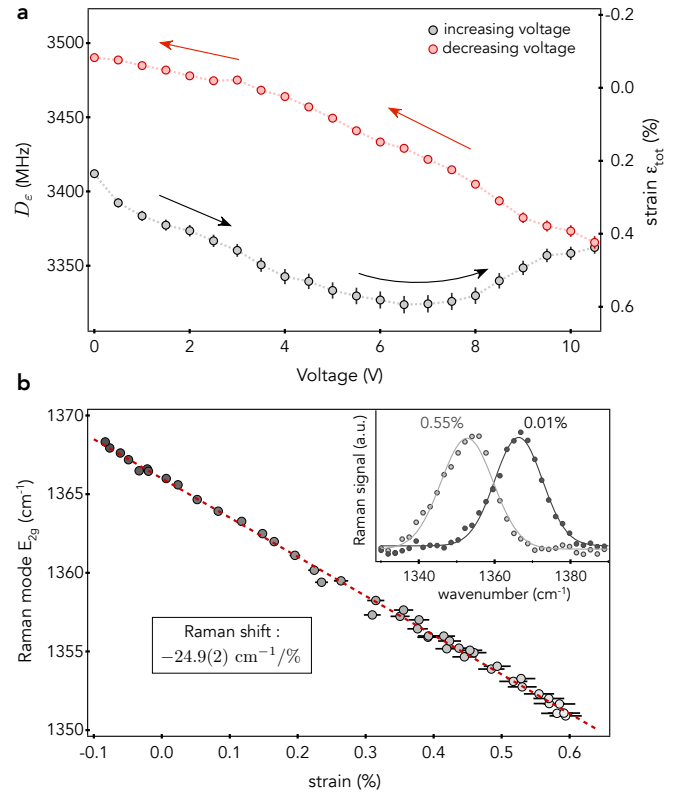 a
increasing voltage
decreasing voltage
3500
3450
3400
3350
D_ε (MHz)
-0.2
0.0
0.2
0.4
0.6
strain ε_tot (%)
0 2 4 6 8 10
Voltage (V)
b
1370
1365
1360
1355
1350
Raman mode E_2g (cm⁻¹)
0.55% 0.01%
Raman signal (a.u.)
1340 1360 1380
wavenumber (cm⁻¹)
Raman shift :
−24.9(2) cm⁻¹/%
-0.1 0.0 0.1 0.2 0.3 0.4 0.5 0.6
strain (%)